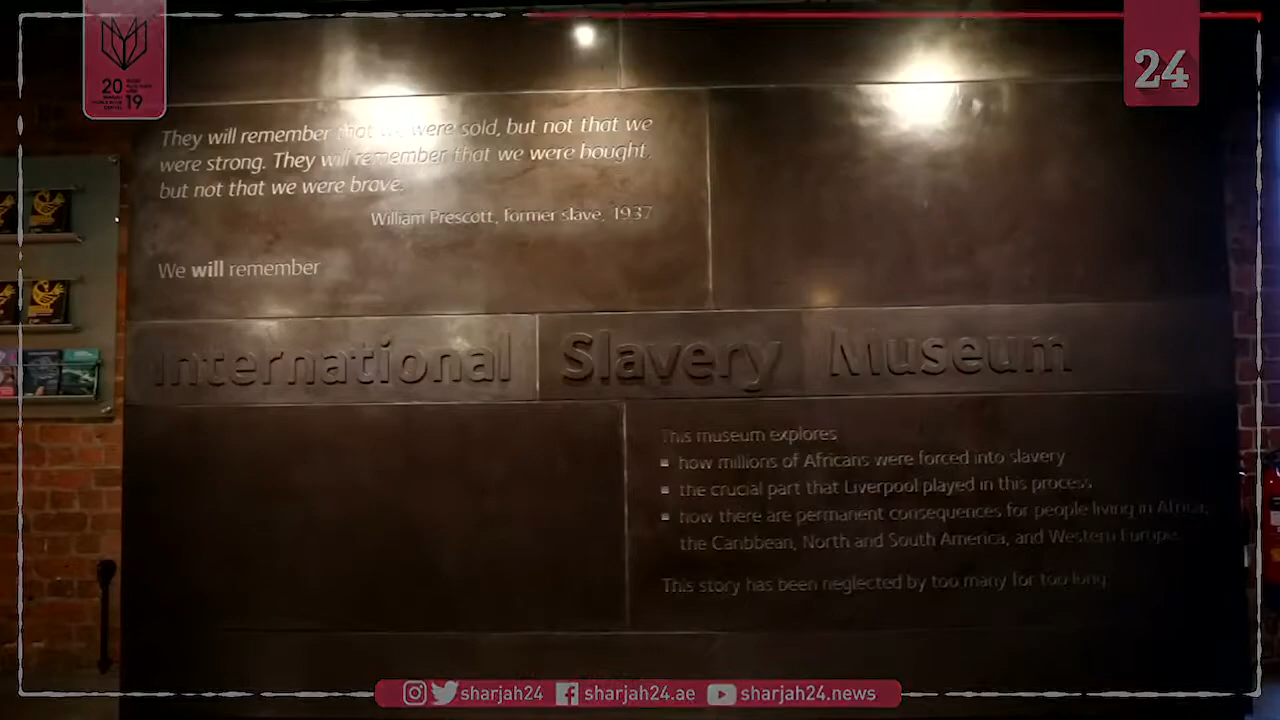 20
19
24
They will remember that we were sold, but not that we
were strong. They will remember that we were bought,
but not that we were brave.
William Prescott, former slave, 1937
We will remember
International Slavery Museum
This museum explores
▪ how millions of Africans were forced into slavery
▪ the crucial part that Liverpool played in this process
▪ how there are permanent consequences for people living in Africa,
the Caribbean, North and South America, and Western Europe.
This story has been neglected by too many for too long.
sharjah24 sharjah24.ae sharjah24.news